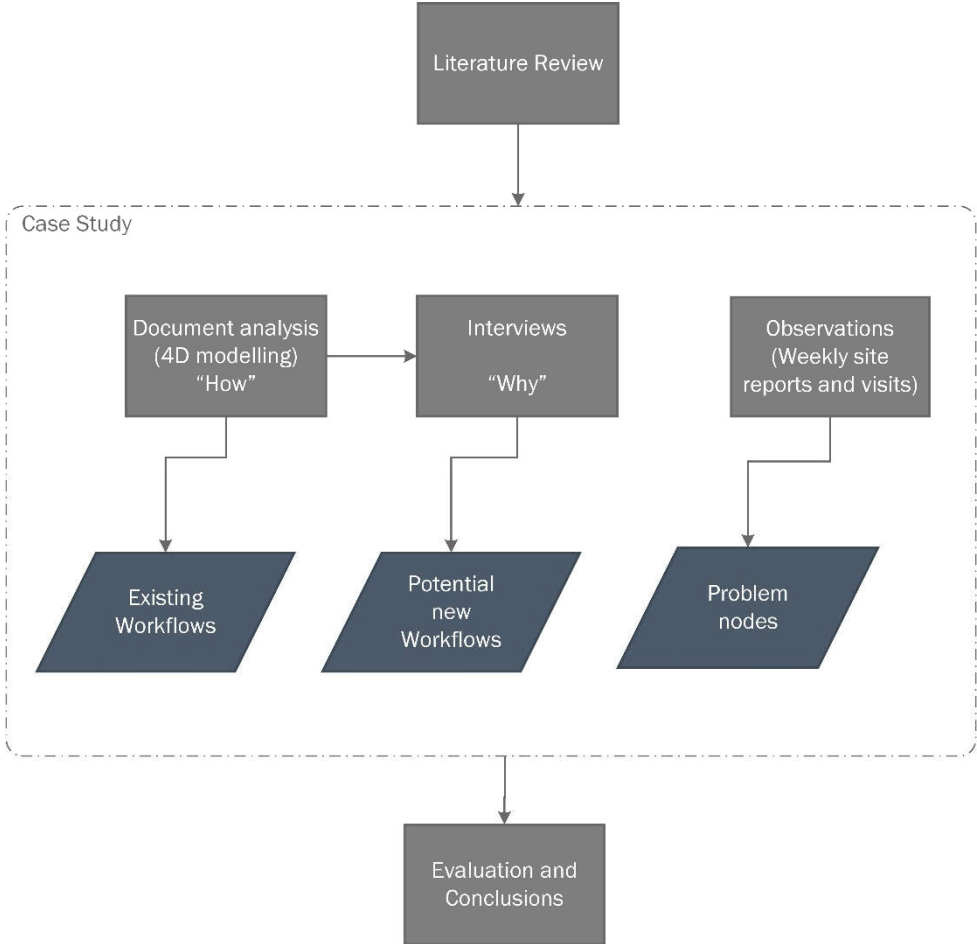 Literature Review
Case Study
Document analysis
(4D modelling)
“How”
Interviews
“Why”
Observations
(Weekly site
reports and visits)
Existing
Workflows
Potential
new
Workflows
Problem
nodes
Evaluation and
Conclusions